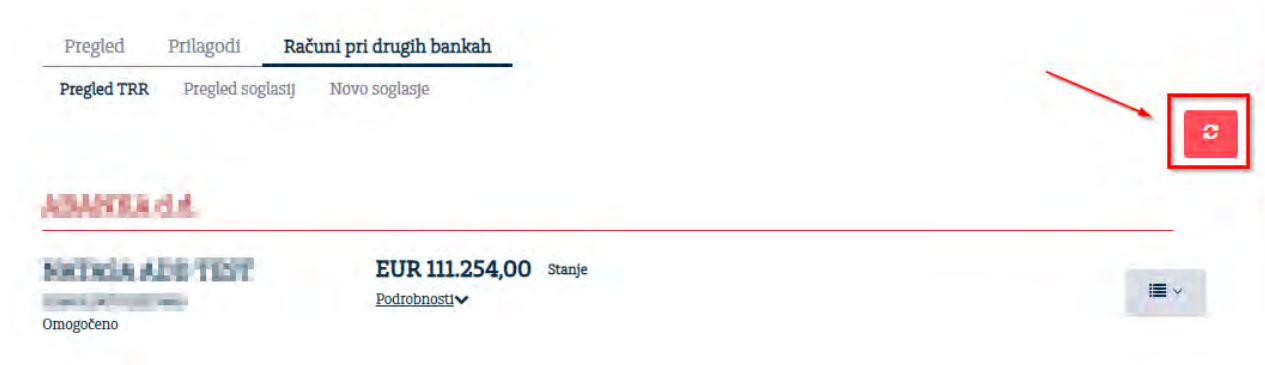 Pregled Prilagodi Računi pri drugih bankah
Pregled TRR Pregled soglasij Novo soglasje
EUR 111.254,00 Stanje
Podrobnosti
Omogočeno